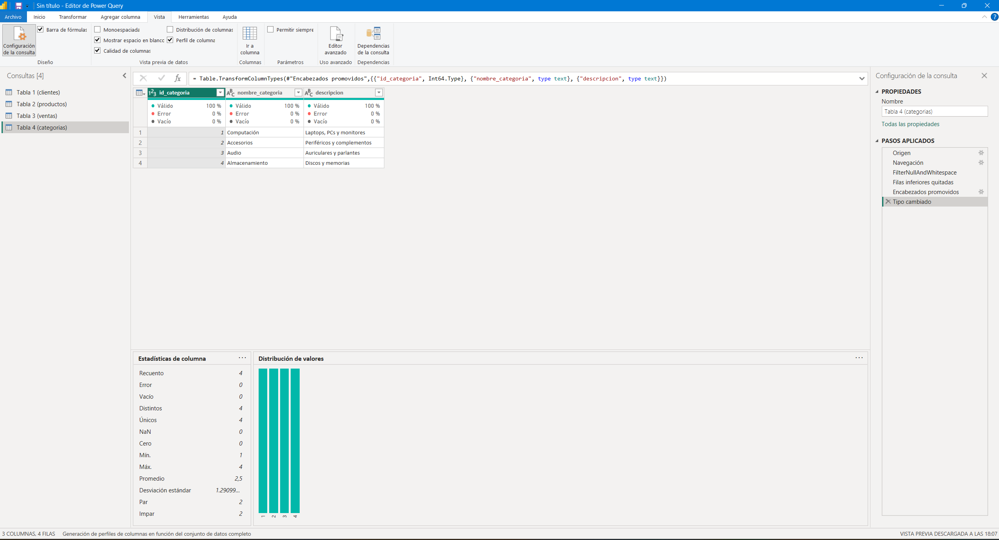 Sin título - Editor de Power Query
Archivo Inicio Transformar Agregar columna Vista Herramientas Ayuda
Configuración de la consulta
Barra de fórmulas
Diseño
Monoespaciada
Mostrar espacio en blanco
Calidad de columnas
Distribución de columnas
Perfil de columna
Vista previa de datos
Ir a columna
Columnas
Permitir siempre
Parámetros
Editor avanzado
Uso avanzado
Dependencias de la consulta
Dependencias
Consultas [4]
Tabla 1 (clientes)
Tabla 2 (productos)
Tabla 3 (ventas)
Tabla 4 (categorias)
fx = Table.TransformColumnTypes(#"Encabezados promovidos",{{"id_categoria", Int64.Type}, {"nombre_categoria", type text}, {"descripcion", type text}})
123 id_categoria ABC nombre_categoria ABC descripcion
Válido 100 % Válido 100 % Válido 100 %
Error 0 % Error 0 % Error 0 %
Vacío 0 % Vacío 0 % Vacío 0 %
1 1 Computación Laptops, PCs y monitores
2 2 Accesorios Periféricos y complementos
3 3 Audio Auriculares y parlantes
4 4 Almacenamiento Discos y memorias
Estadísticas de columna ...
Recuento 4
Error 0
Vacío 0
Distintos 4
Únicos 4
NaN 0
Cero 0
Mín. 1
Máx. 4
Promedio 2,5
Desviación estándar 1.29099...
Par 2
Impar 2
Distribución de valores ...
1 2 3 4
Configuración de la consulta
PROPIEDADES
Nombre
Tabla 4 (categorias)
Todas las propiedades
PASOS APLICADOS
Origen
Navegación
FilterNullAndWhitespace
Filas inferiores quitadas
Encabezados promovidos
Tipo cambiado
3 COLUMNAS, 4 FILAS Generación de perfiles de columnas en función del conjunto de datos completo
VISTA PREVIA DESCARGADA A LAS 18:07